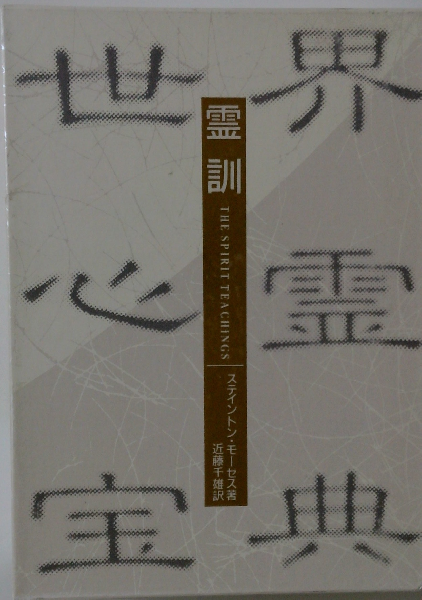 世界
心霊
宝典
霊訓
THE SPIRIT TEACHINGS
ステイントン・モーセス著
近藤千雄訳